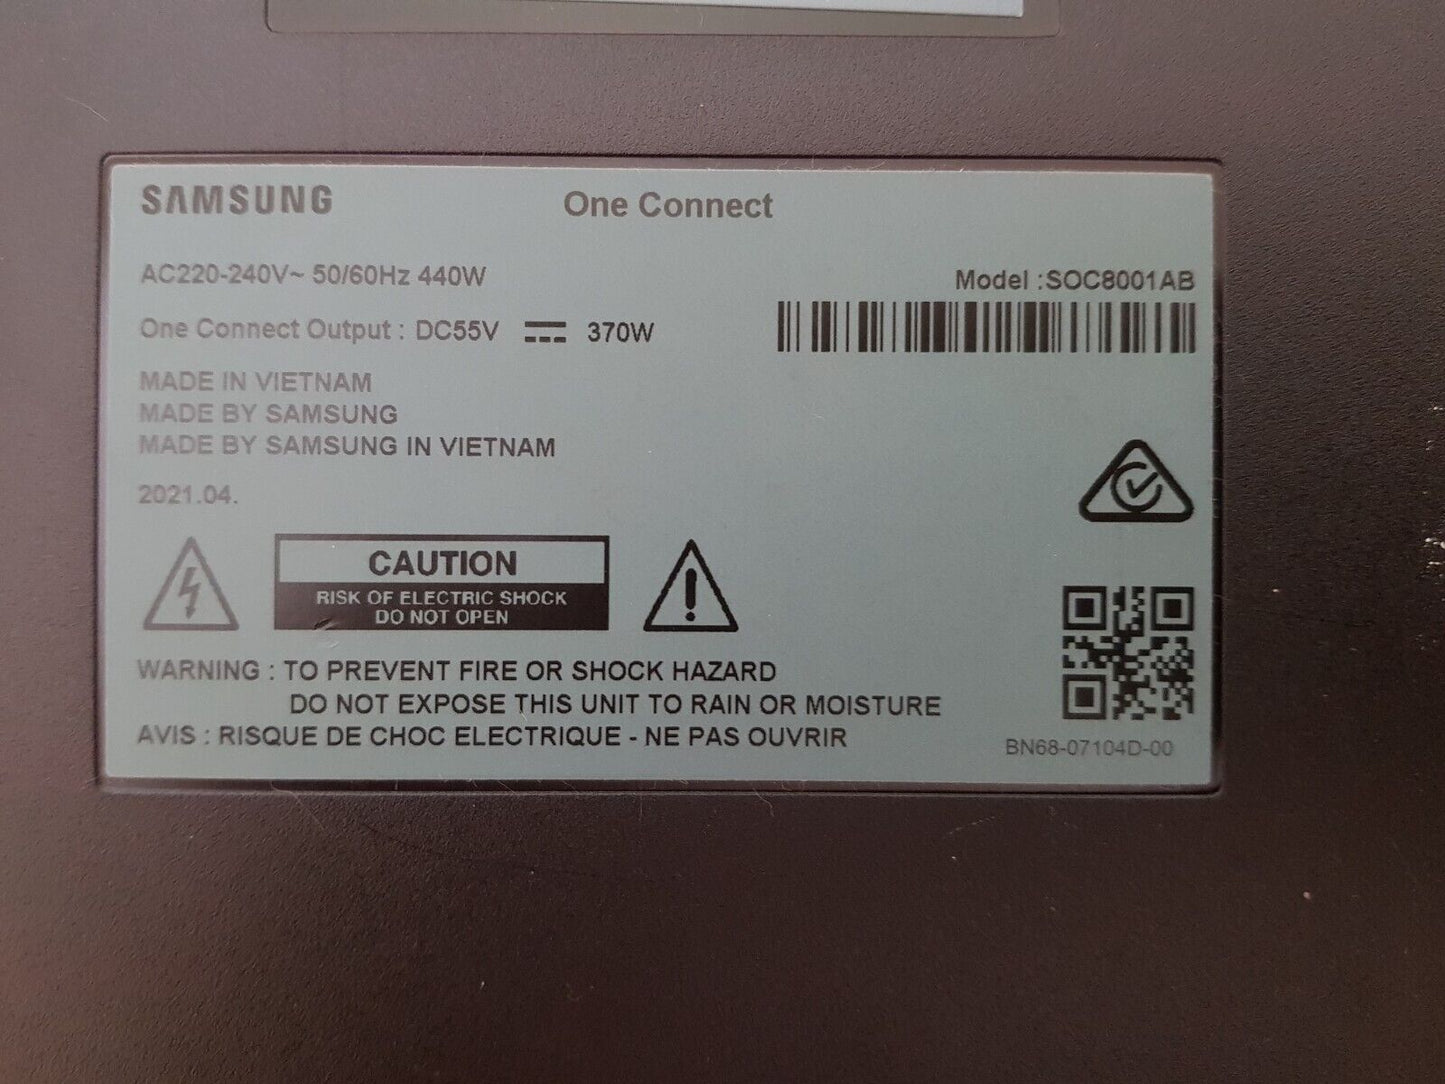 SAMSUNG
One Connect
AC220-240V~ 50/60Hz 440W
Model :SOC8001AB
One Connect Output : DC55V ⎓ 370W
MADE IN VIETNAM
MADE BY SAMSUNG
MADE BY SAMSUNG IN VIETNAM
2021.04.
CAUTION
RISK OF ELECTRIC SHOCK
DO NOT OPEN
WARNING : TO PREVENT FIRE OR SHOCK HAZARD
DO NOT EXPOSE THIS UNIT TO RAIN OR MOISTURE
AVIS : RISQUE DE CHOC ELECTRIQUE - NE PAS OUVRIR
BN68-07104D-00